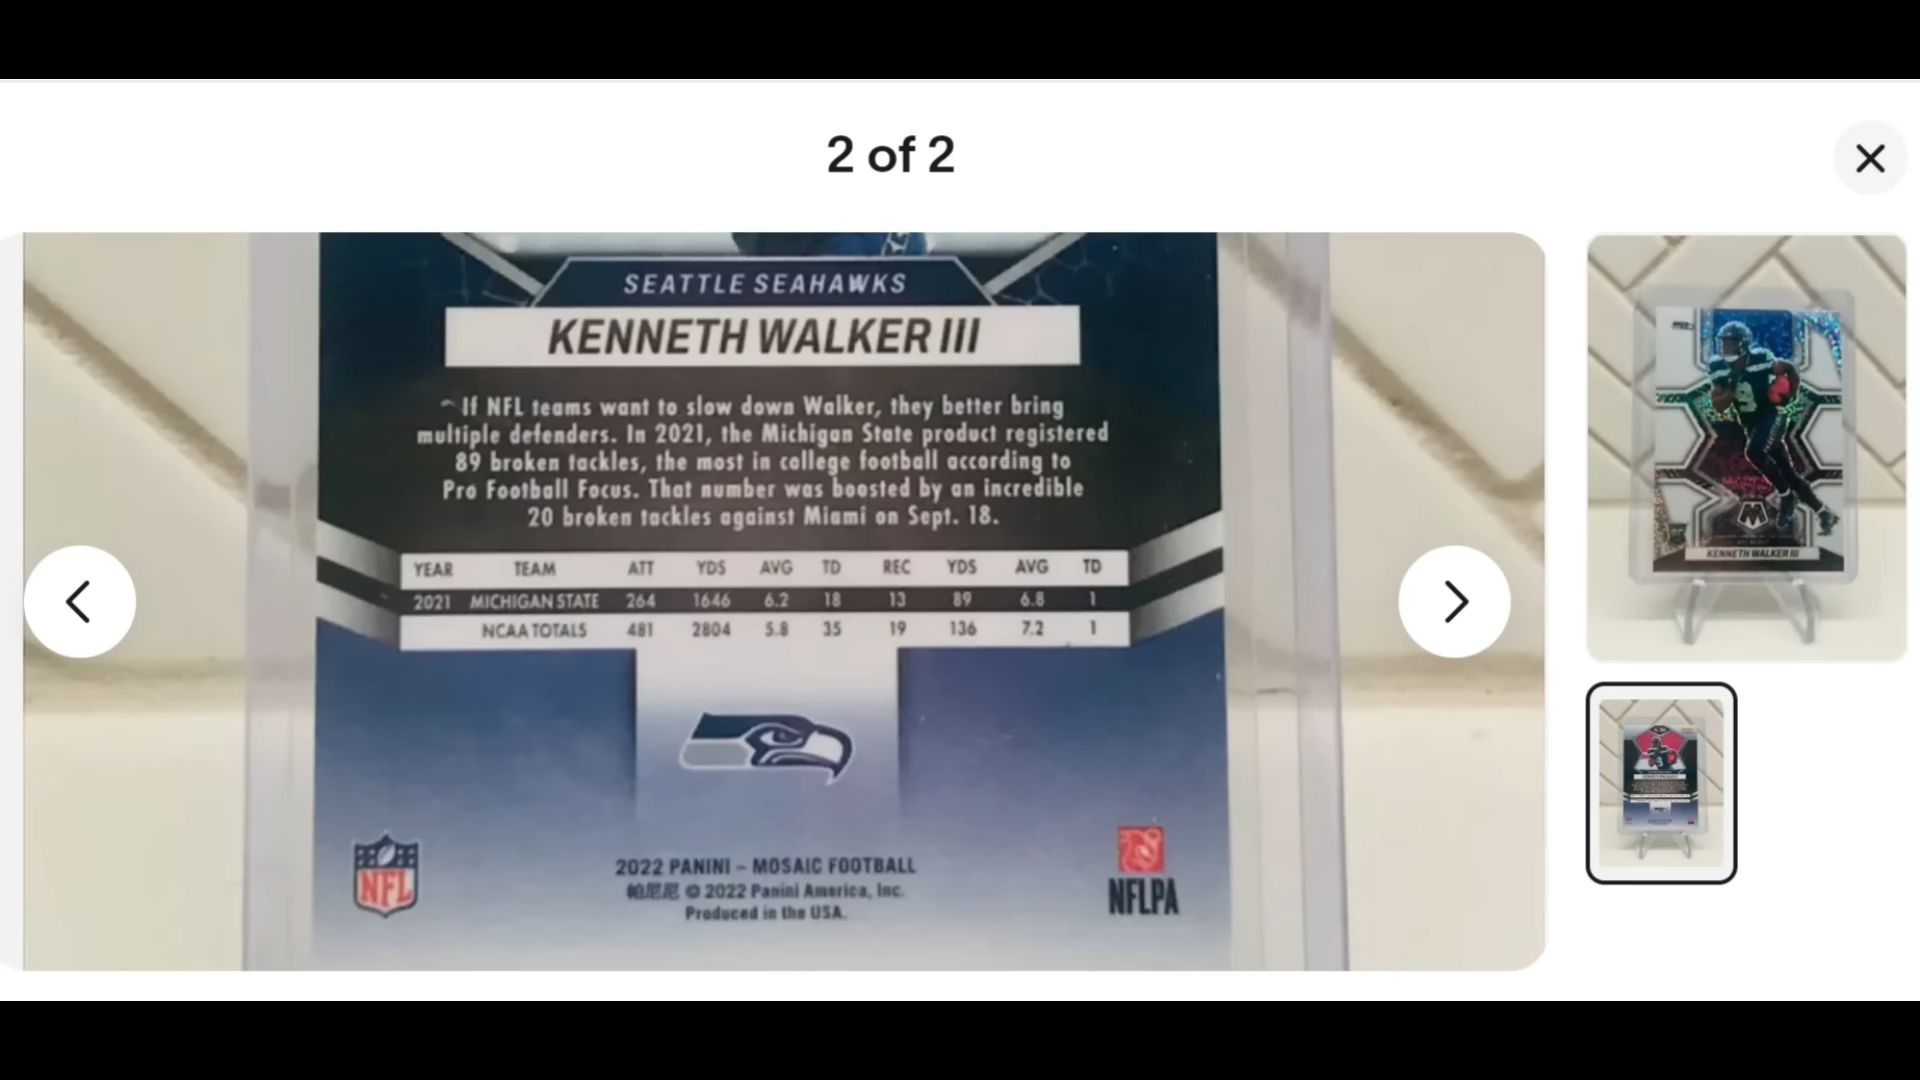 2 of 2
SEATTLE SEAHAWKS
KENNETH WALKER III
If NFL teams want to slow down Walker, they better bring
multiple defenders. In 2021, the Michigan State product registered
89 broken tackles, the most in college football according to
Pro Football Focus. That number was boosted by an incredible
20 broken tackles against Miami on Sept. 18.
YEAR TEAM ATT YDS AVG TD REC YDS AVG TD
2021 MICHIGAN STATE 264 1646 6.2 18 13 89 6.8 1
NCAA TOTALS 481 2804 5.8 35 19 136 7.2 1
NFL
2022 PANINI – MOSAIC FOOTBALL
帕尼尼 © 2022 Panini America, Inc.
Produced in the USA.
NFLPA
M
KENNETH WALKER III